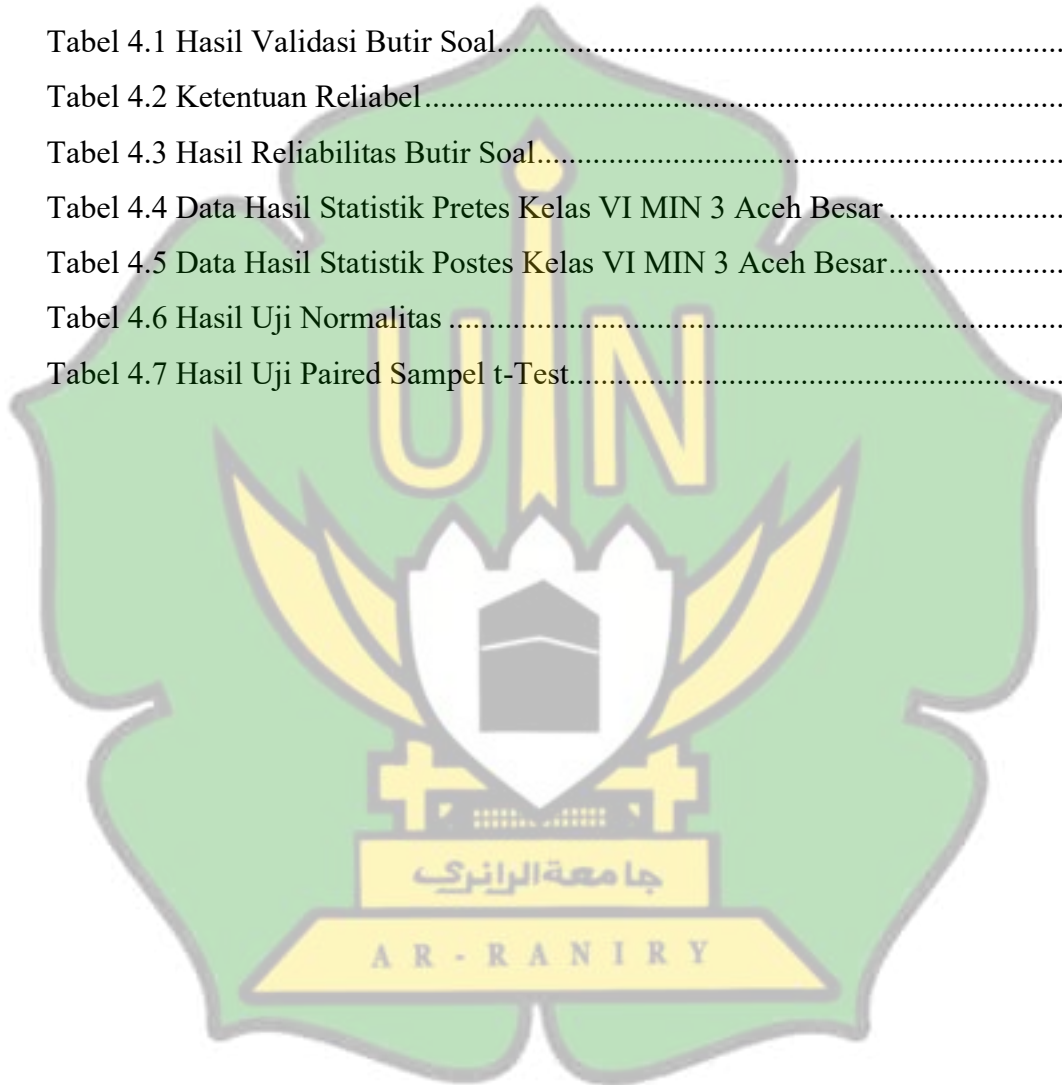 Tabel 4.1 Hasil Validasi Butir Soal...............................................................................
Tabel 4.2 Ketentuan Reliabel.........................................................................................
Tabel 4.3 Hasil Reliabilitas Butir Soal.........................................................................
Tabel 4.4 Data Hasil Statistik Pretes Kelas VI MIN 3 Aceh Besar ......................
Tabel 4.5 Data Hasil Statistik Postes Kelas VI MIN 3 Aceh Besar......................
Tabel 4.6 Hasil Uji Normalitas .....................................................................................
Tabel 4.7 Hasil Uji Paired Sampel t-Test.....................................................................
UIN
جامعة الرانري
AR-RANIRY